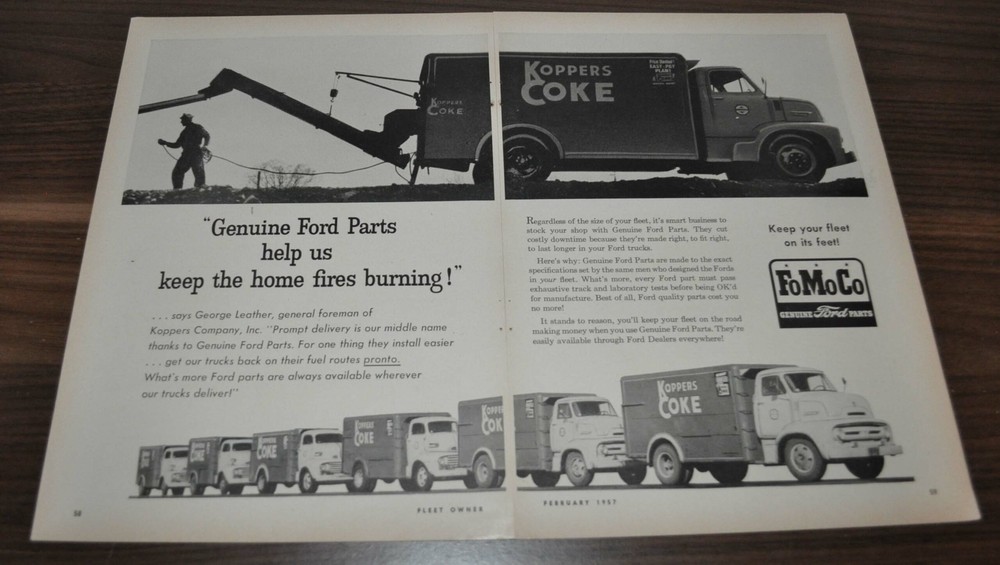 KOPPERS
COKE
KOPPERS
COKE
"Genuine Ford Parts
help us
keep the home fires burning!"
. . . says George Leather, general foreman of
Koppers Company, Inc. "Prompt delivery is our middle name
thanks to Genuine Ford Parts. For one thing they install easier
. . . get our trucks back on their fuel routes pronto.
What's more Ford parts are always available wherever
our trucks deliver!"
Regardless of the size of your fleet, it's smart business to
stock your shop with Genuine Ford Parts. They cut
costly downtime because they're made right, to fit right,
to last longer in your Ford trucks.
Here's why: Genuine Ford Parts are made to the exact
specifications set by the same men who designed the Fords
in your fleet. What's more, every Ford part must pass
exhaustive track and laboratory tests before being OK'd
for manufacture. Best of all, Ford quality parts cost you
no more!
It stands to reason, you'll keep your fleet on the road
making money when you use Genuine Ford Parts. They're
easily available through Ford Dealers everywhere!
Keep your fleet
on its feet!
FoMoCo
GENUINE Ford PARTS
KOPPERS
COKE
KOPPERS
COKE
58
FLEET OWNER
FEBRUARY 1957
59